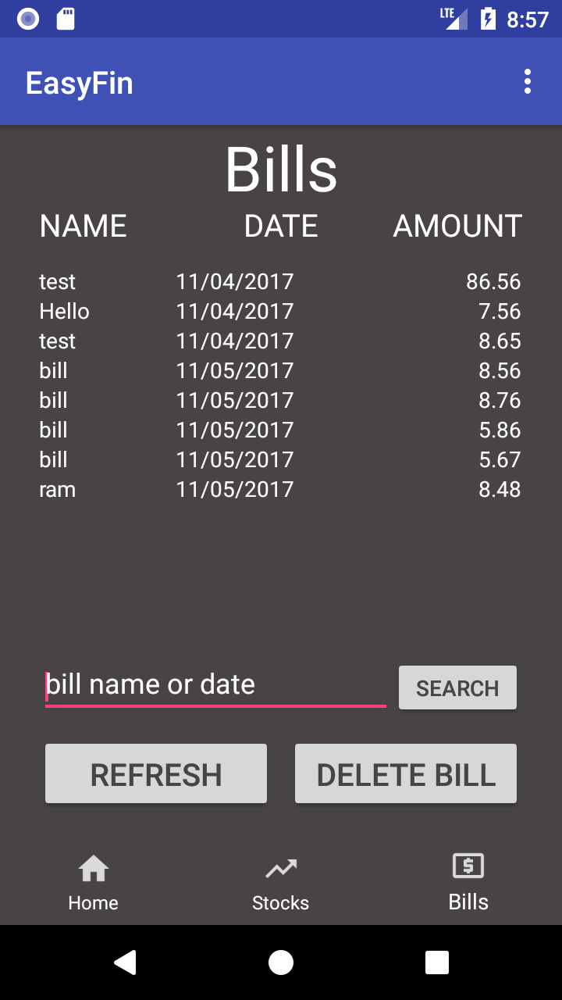 LTE 8:57
EasyFin
Bills
NAME DATE AMOUNT
test 11/04/2017 86.56
Hello 11/04/2017 7.56
test 11/04/2017 8.65
bill 11/05/2017 8.56
bill 11/05/2017 8.76
bill 11/05/2017 5.86
bill 11/05/2017 5.67
ram 11/05/2017 8.48
bill name or date SEARCH
REFRESH DELETE BILL
Home Stocks Bills